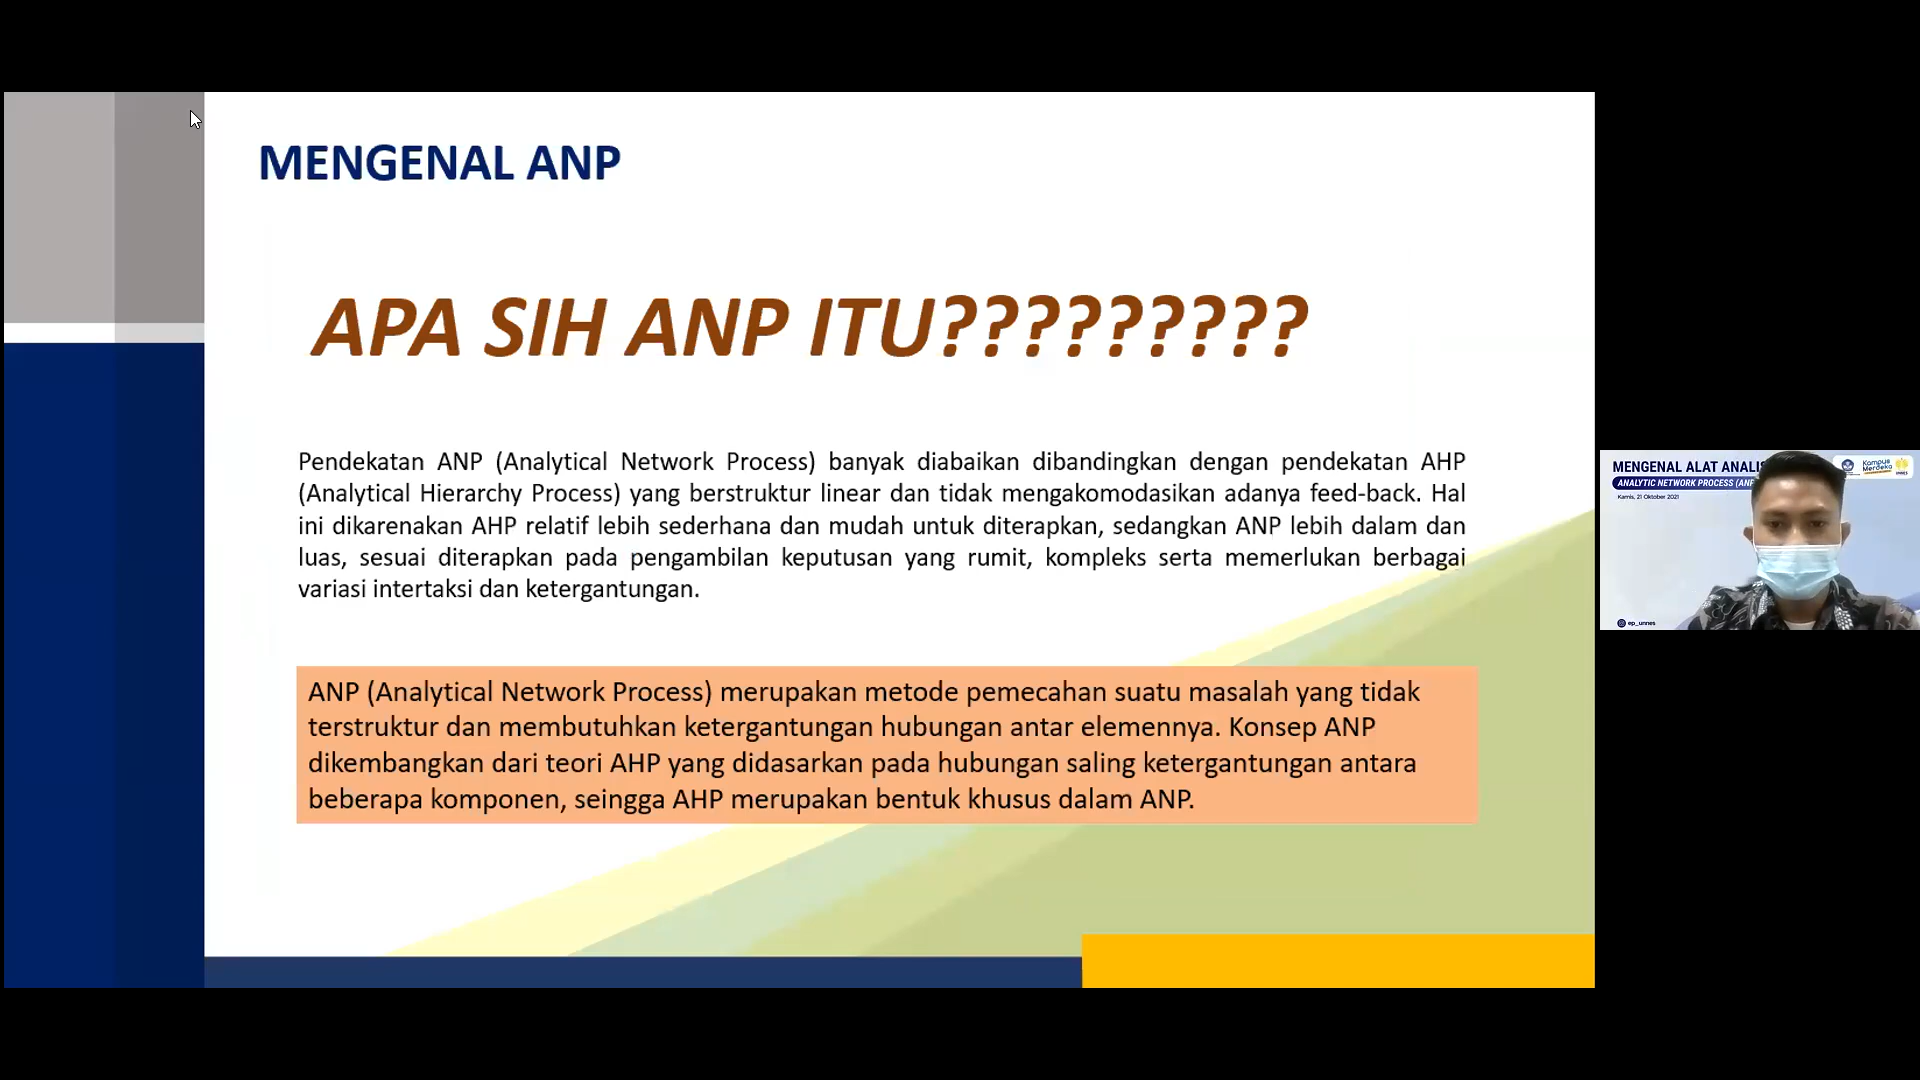 MENGENAL ANP
APA SIH ANP ITU?????????
Pendekatan ANP (Analytical Network Process) banyak diabaikan dibandingkan dengan pendekatan AHP
(Analytical Hierarchy Process) yang berstruktur linear dan tidak mengakomodasikan adanya feed-back. Hal
ini dikarenakan AHP relatif lebih sederhana dan mudah untuk diterapkan, sedangkan ANP lebih dalam dan
luas, sesuai diterapkan pada pengambilan keputusan yang rumit, kompleks serta memerlukan berbagai
variasi intertaksi dan ketergantungan.
ANP (Analytical Network Process) merupakan metode pemecahan suatu masalah yang tidak
terstruktur dan membutuhkan ketergantungan hubungan antar elemennya. Konsep ANP
dikembangkan dari teori AHP yang didasarkan pada hubungan saling ketergantungan antara
beberapa komponen, seingga AHP merupakan bentuk khusus dalam ANP.
MENGENAL ALAT ANALIS
ANALYTIC NETWORK PROCESS (ANP
Kamis, 21 Oktober 2021
Kampus
Merdeka
ep_unnes